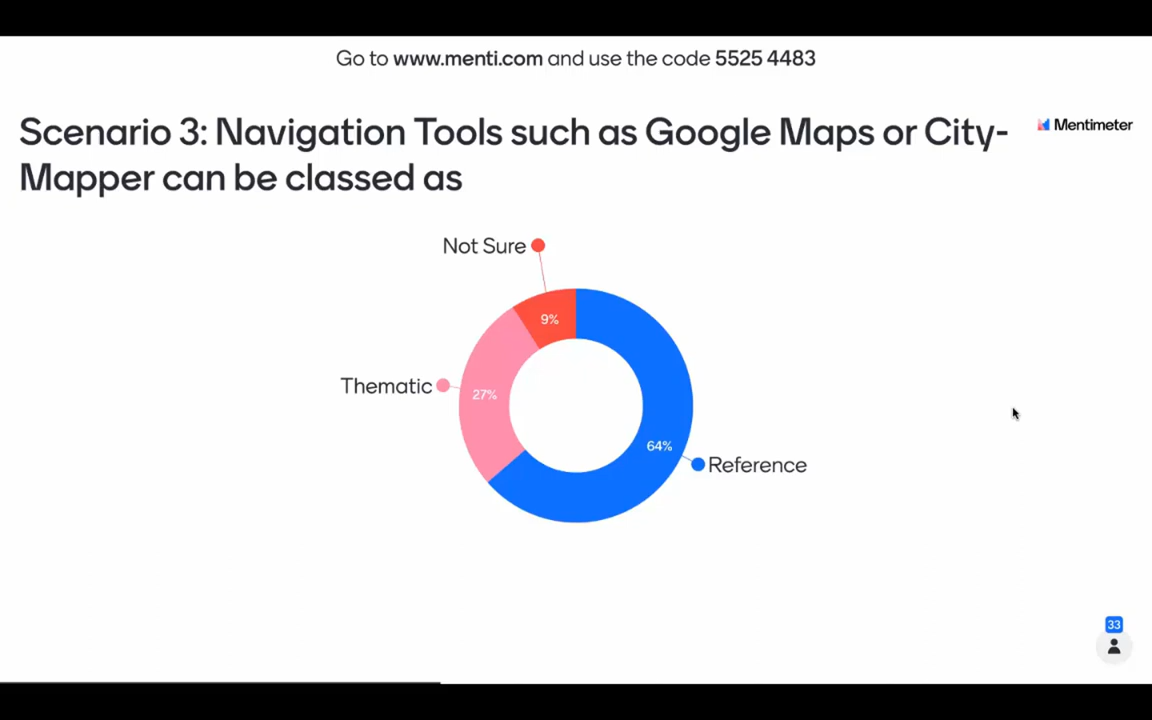 Go to www.menti.com and use the code 5525 4483
Scenario 3: Navigation Tools such as Google Maps or City-
Mapper can be classed as
Mentimeter
Not Sure
9%
Thematic
27%
64%
Reference
33